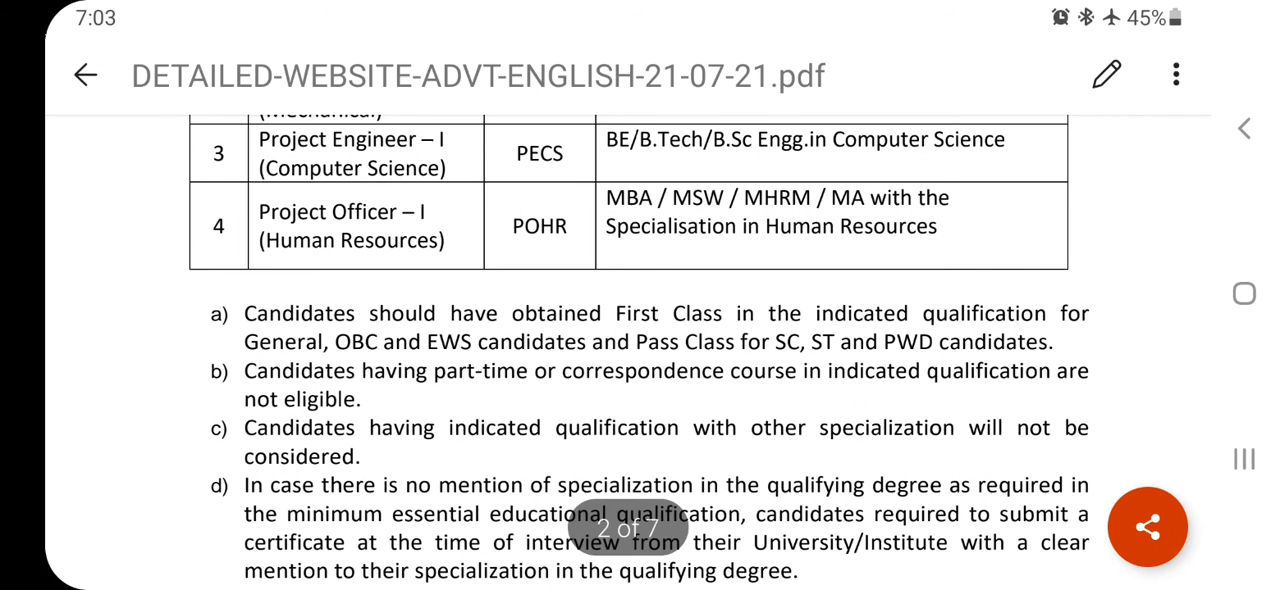 7:03
45%
DETAILED-WEBSITE-ADVT-ENGLISH-21-07-21.pdf
(Mechanical)
3
Project Engineer – I
(Computer Science)
PECS
BE/B.Tech/B.Sc Engg.in Computer Science
4
Project Officer – I
(Human Resources)
POHR
MBA / MSW / MHRM / MA with the
Specialisation in Human Resources
a) Candidates should have obtained First Class in the indicated qualification for
General, OBC and EWS candidates and Pass Class for SC, ST and PWD candidates.
b) Candidates having part-time or correspondence course in indicated qualification are
not eligible.
c) Candidates having indicated qualification with other specialization will not be
considered.
d) In case there is no mention of specialization in the qualifying degree as required in
the minimum essential educational qualification, candidates required to submit a
2 of 7
certificate at the time of interview from their University/Institute with a clear
mention to their specialization in the qualifying degree.